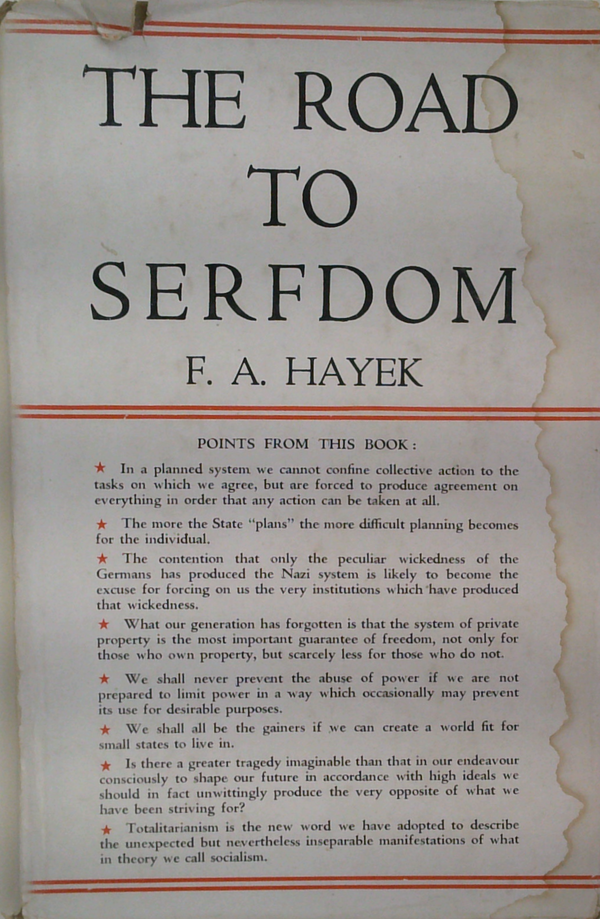 THE ROAD
TO
SERFDOM
F. A. HAYEK
POINTS FROM THIS BOOK :
★ In a planned system we cannot confine collective action to the
tasks on which we agree, but are forced to produce agreement on
everything in order that any action can be taken at all.
★ The more the State "plans" the more difficult planning becomes
for the individual.
★ The contention that only the peculiar wickedness of the
Germans has produced the Nazi system is likely to become the
excuse for forcing on us the very institutions which have produced
that wickedness.
★ What our generation has forgotten is that the system of private
property is the most important guarantee of freedom, not only for
those who own property, but scarcely less for those who do not.
★ We shall never prevent the abuse of power if we are not
prepared to limit power in a way which occasionally may prevent
its use for desirable purposes.
★ We shall all be the gainers if we can create a world fit for
small states to live in.
★ Is there a greater tragedy imaginable than that in our endeavour
consciously to shape our future in accordance with high ideals we
should in fact unwittingly produce the very opposite of what we
have been striving for?
★ Totalitarianism is the new word we have adopted to describe
the unexpected but nevertheless inseparable manifestations of what
in theory we call socialism.